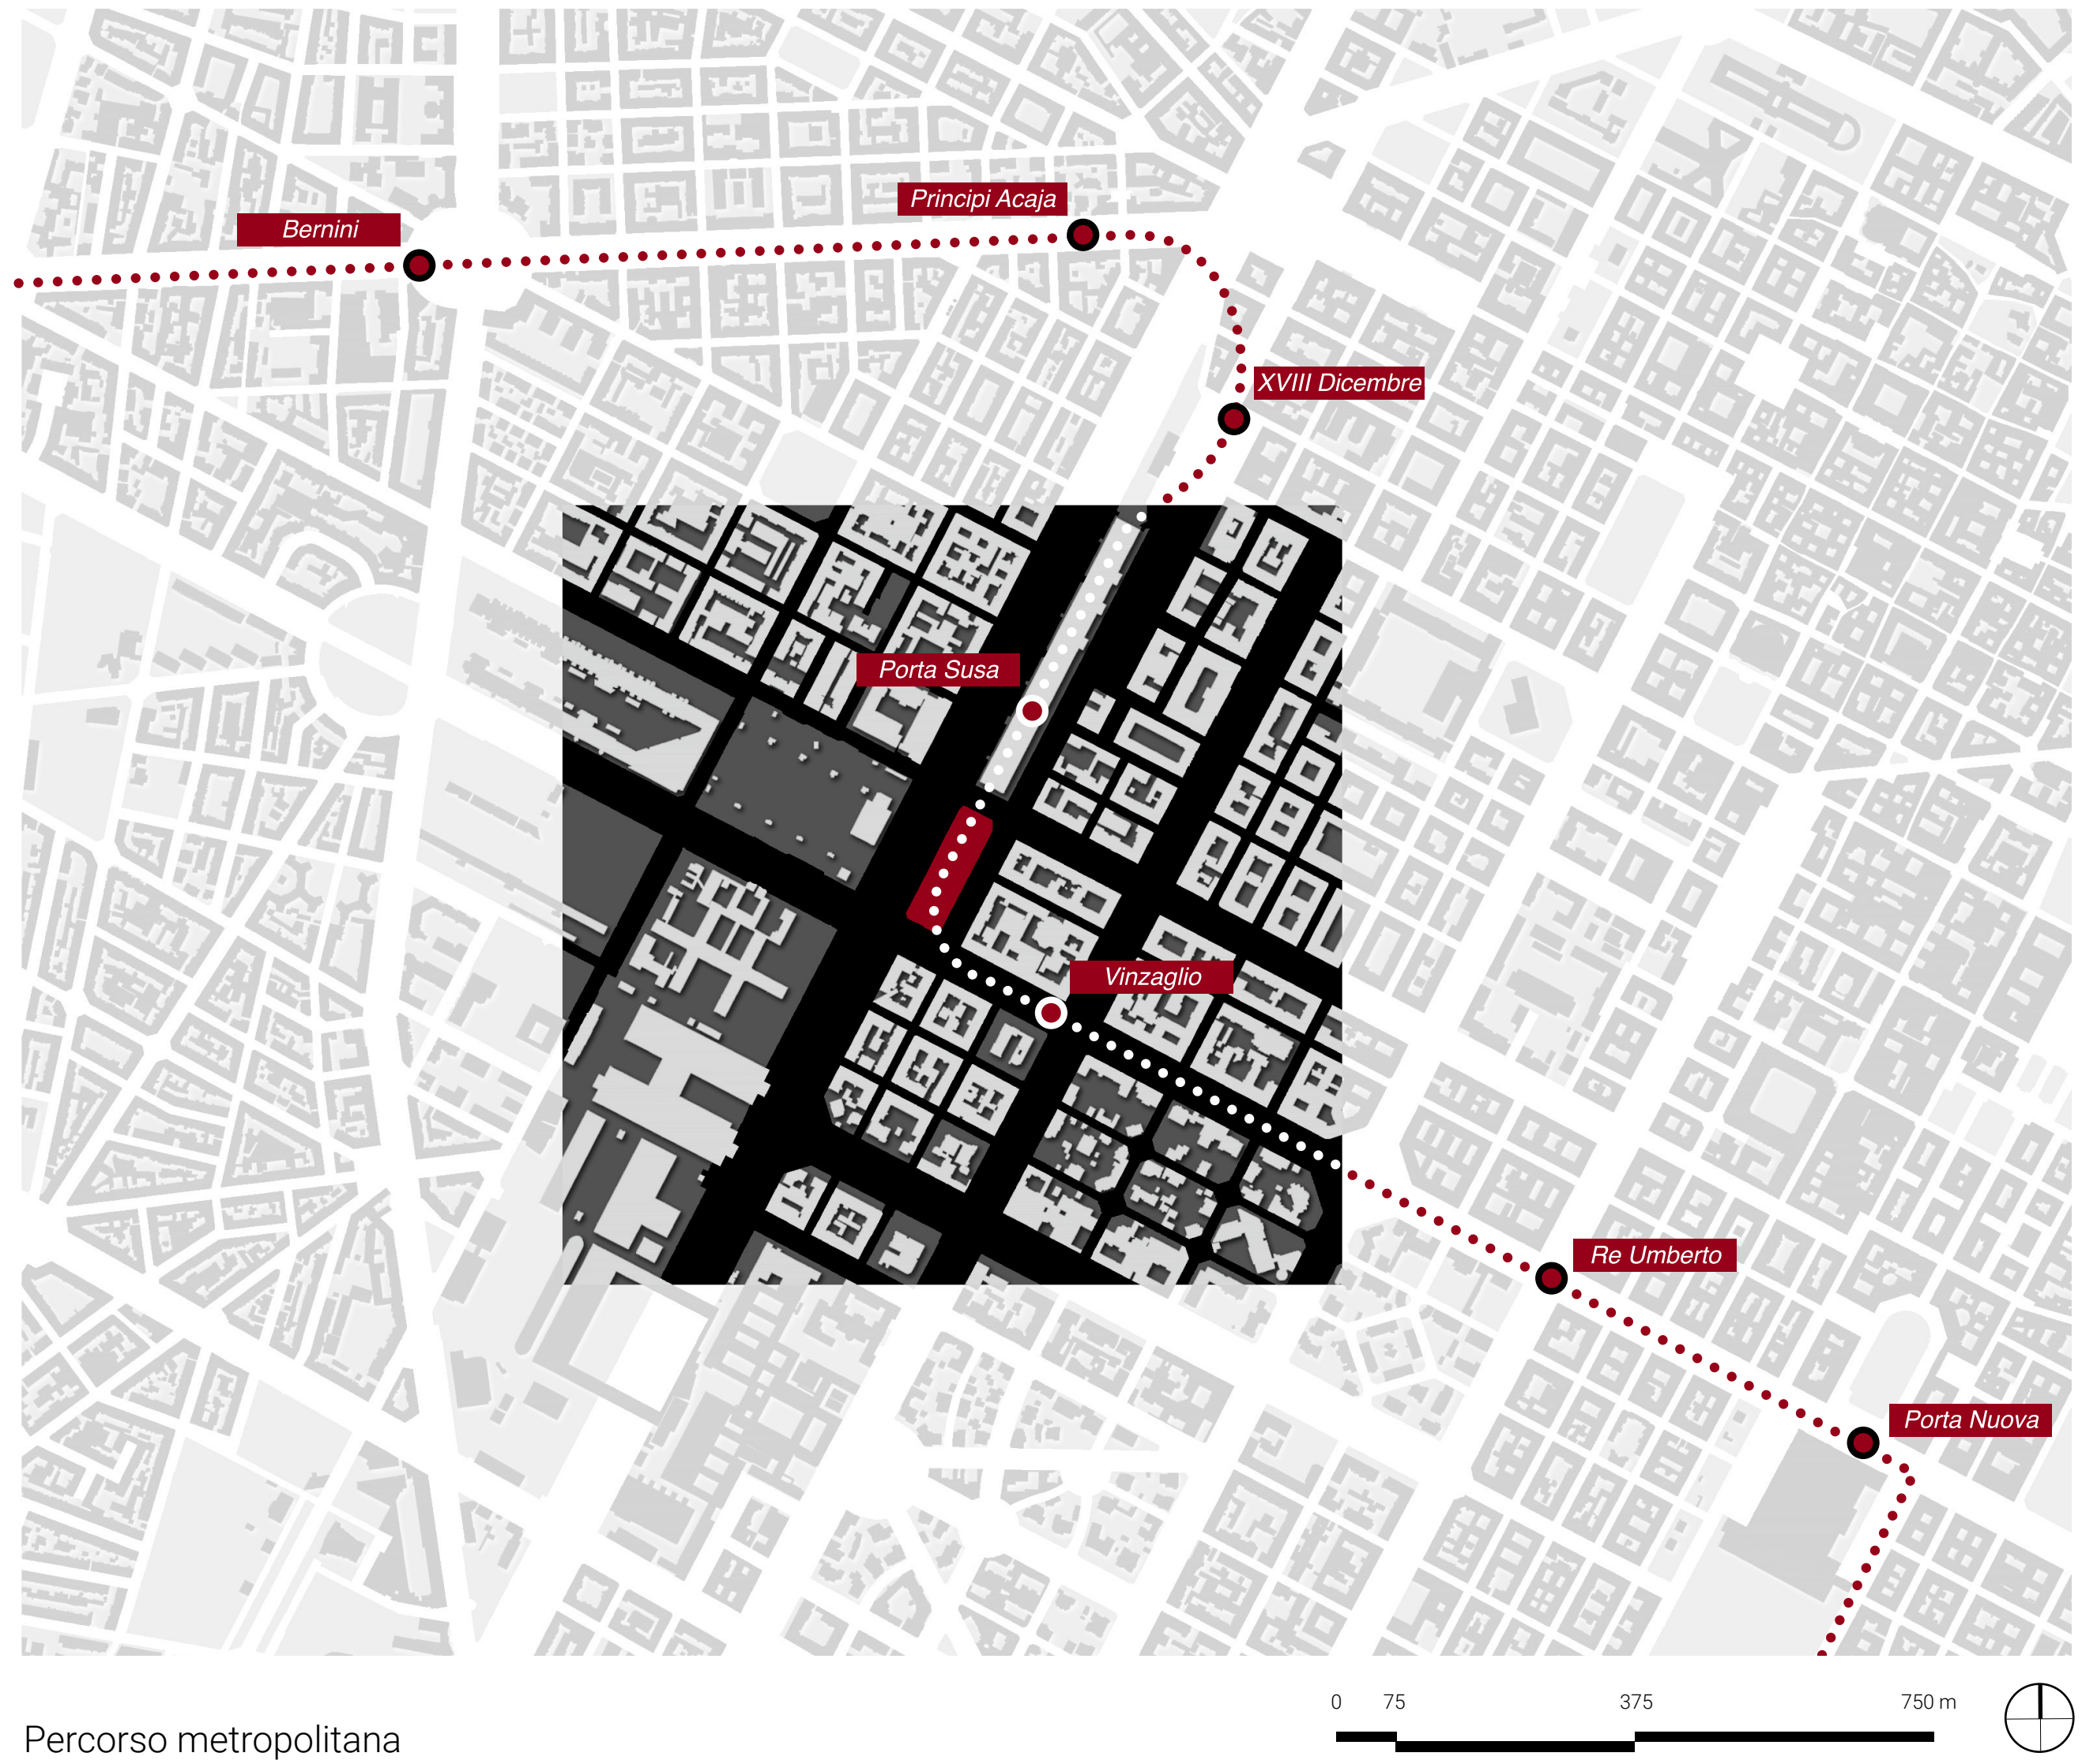 Principi Acaja
Bernini
XVIII Dicembre
Porta Susa
Vinzaglio
Re Umberto
Porta Nuova
0 75 375 750 m
Percorso metropolitana